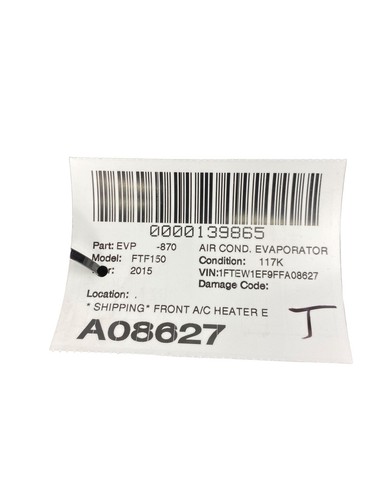 0000139865
Part: EVP -870 AIR COND. EVAPORATOR
Model: FTF150 Condition: 117K
2015 VIN:1FTEW1EF9FFA08627
Damage Code:
Location: .
* SHIPPING* FRONT A/C HEATER E
A08627 T